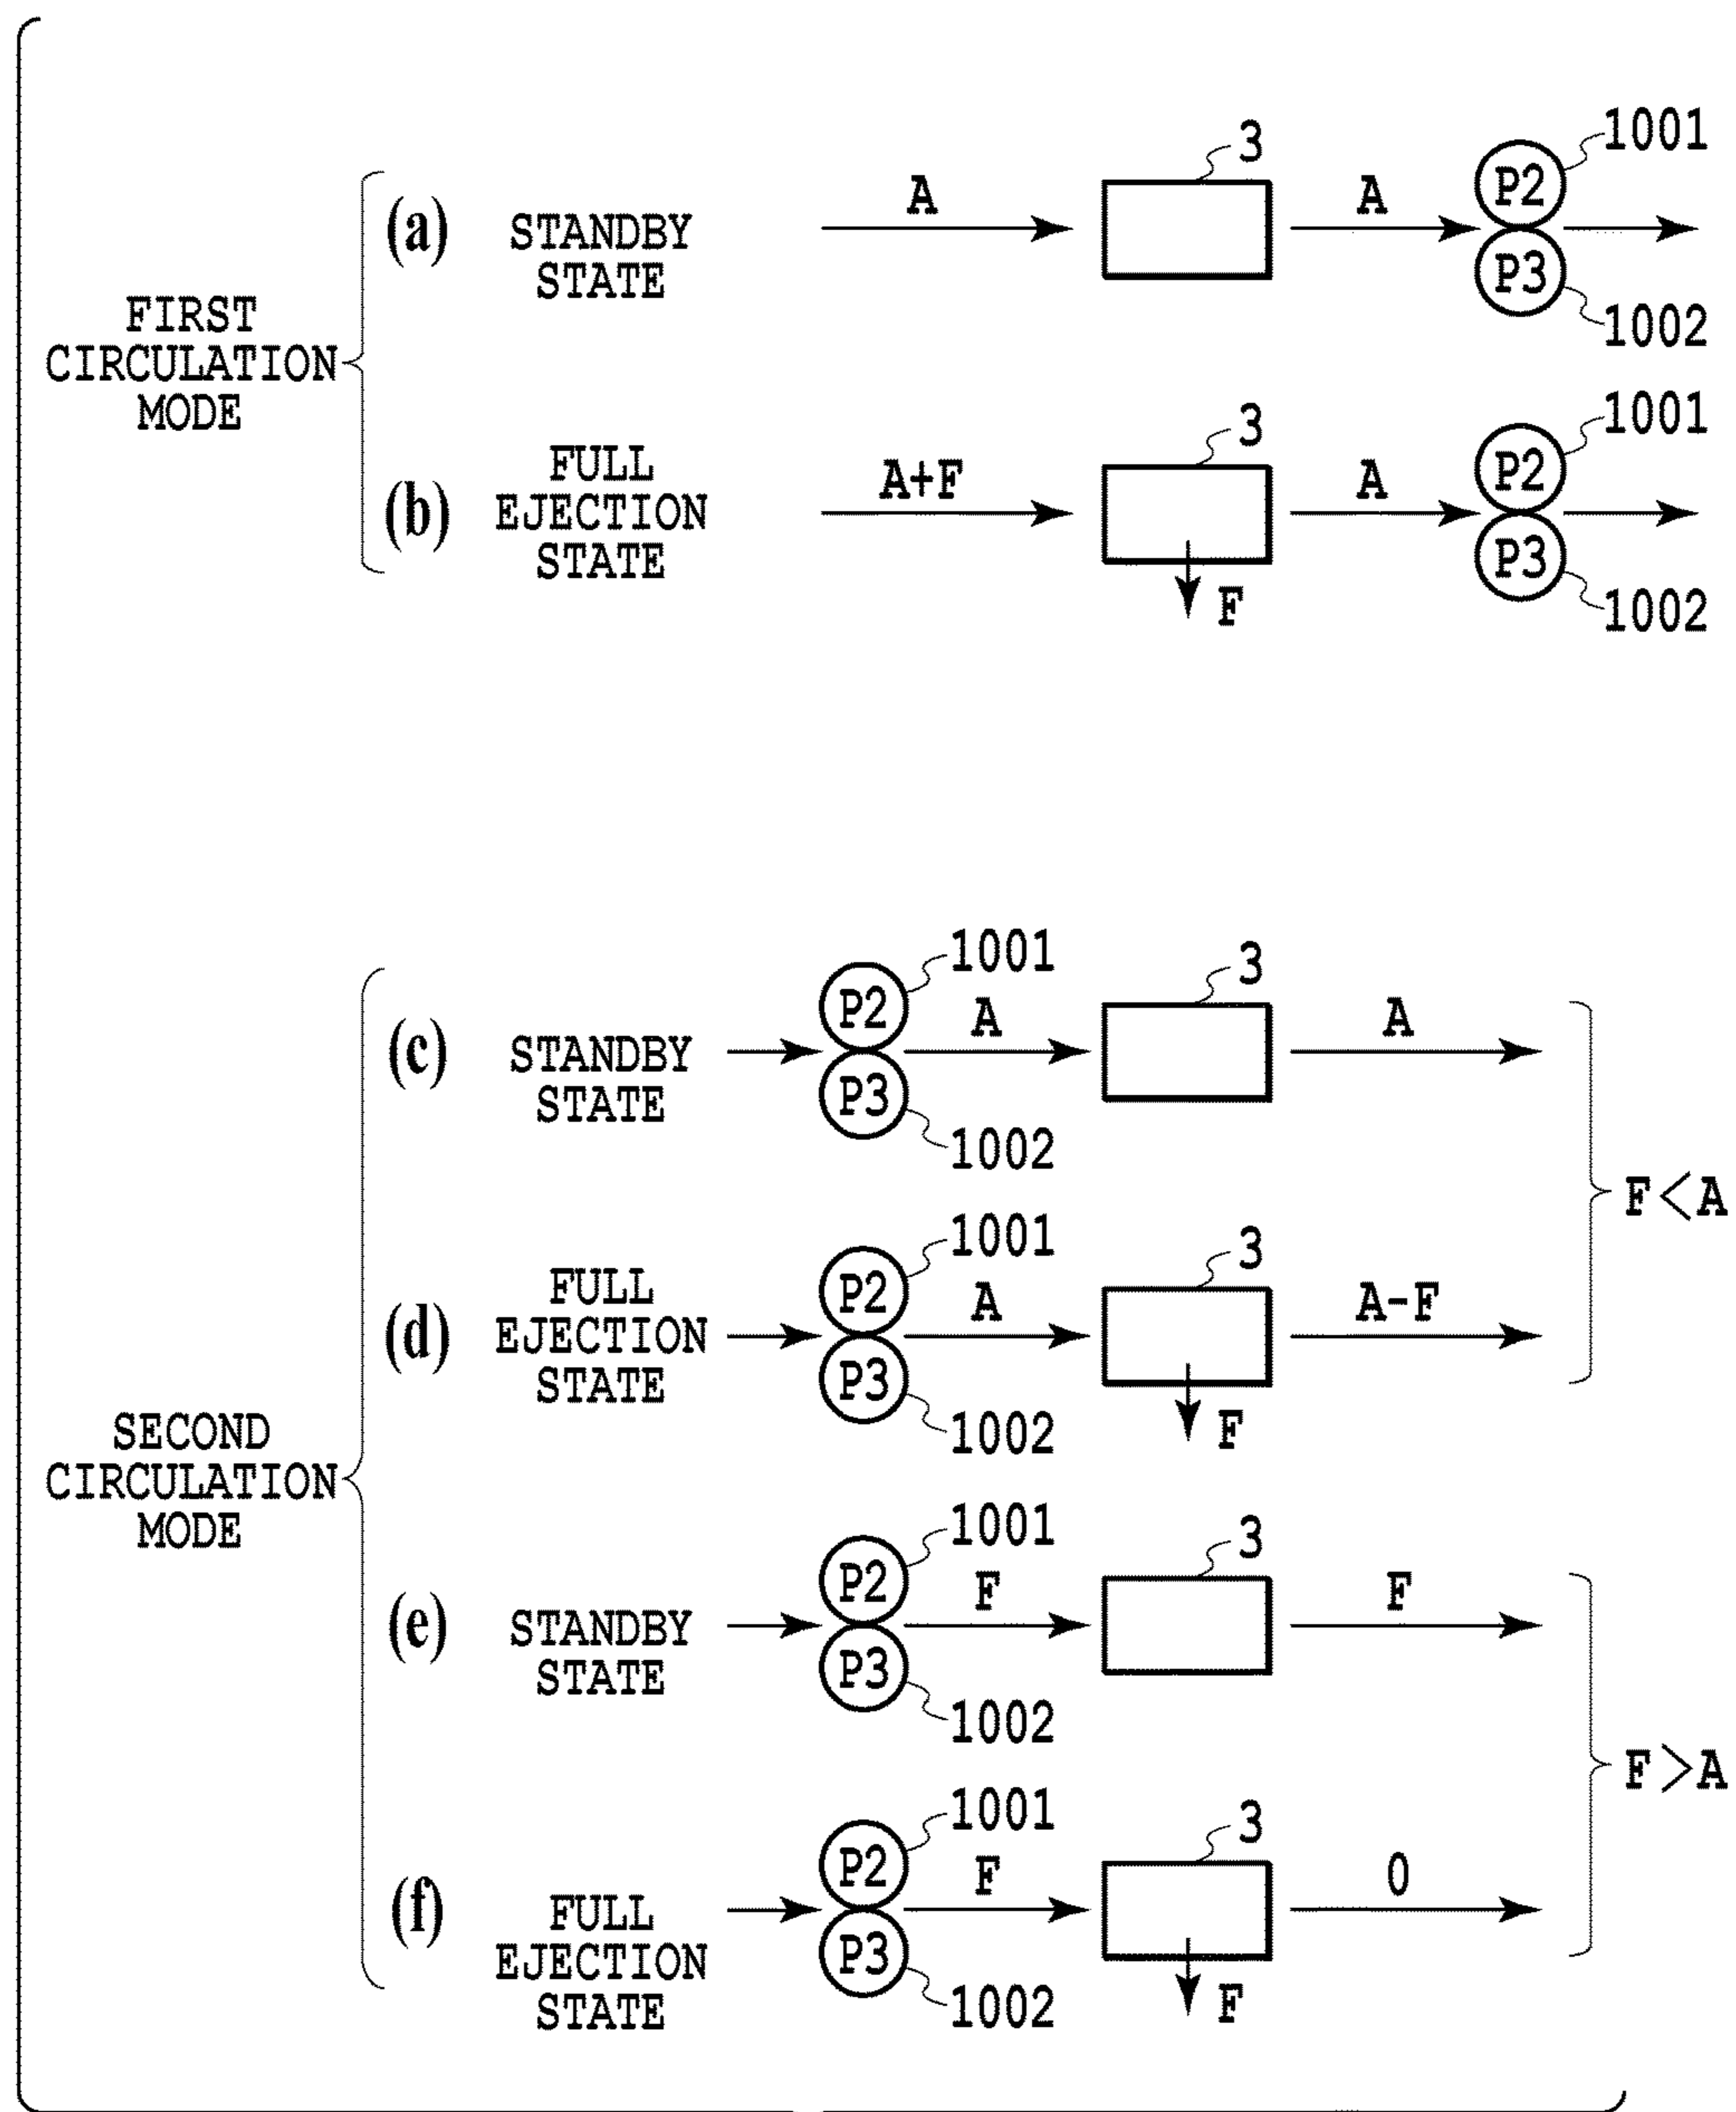 FIRST
CIRCULATION
MODE
(a)
STANDBY
STATE
A
3
A
P2
P3
1001
1002
(b)
FULL
EJECTION
STATE
A+F
3
F
A
P2
P3
1001
1002
SECOND
CIRCULATION
MODE
(c)
STANDBY
STATE
P2
P3
1001
1002
A
3
A
(d)
FULL
EJECTION
STATE
P2
P3
1001
1002
A
3
F
A-F
F<A
(e)
STANDBY
STATE
P2
P3
1001
1002
F
3
F
(f)
FULL
EJECTION
STATE
P2
P3
1001
1002
F
3
F
0
F>A